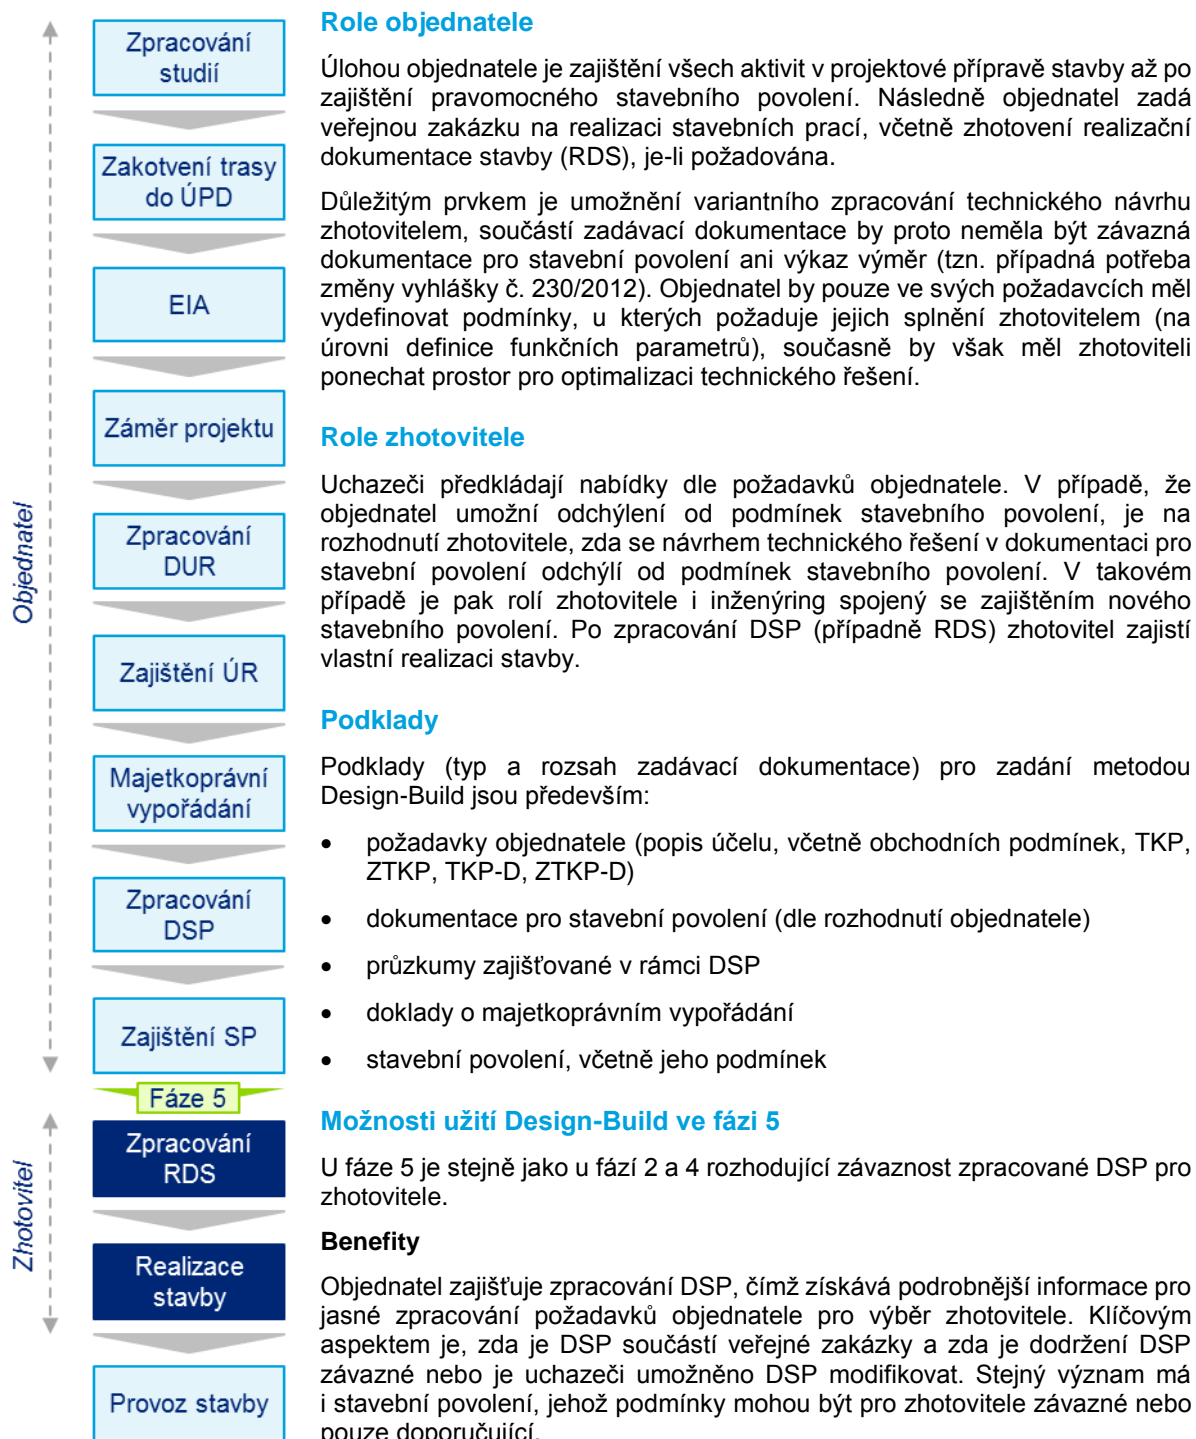 Zpracování
studií
Zakotvení trasy
do ÚPD
EIA
Záměr projektu
Zpracování
DUR
Zajištění ÚR
Majetkoprávní
vypořádání
Zpracování
DSP
Zajištění SP
Fáze 5
Zpracování
RDS
Realizace
stavby
Provoz stavby
Objednatel
Zhotovitel
Role objednatele
Úlohou objednatele je zajištění všech aktivit v projektové přípravě stavby až po
zajištění pravomocného stavebního povolení. Následně objednatel zadá
veřejnou zakázku na realizaci stavebních prací, včetně zhotovení realizační
dokumentace stavby (RDS), je-li požadována.
Důležitým prvkem je umožnění variantního zpracování technického návrhu
zhotovitelem, součástí zadávací dokumentace by proto neměla být závazná
dokumentace pro stavební povolení ani výkaz výměr (tzn. případná potřeba
změny vyhlášky č. 230/2012). Objednatel by pouze ve svých požadavcích měl
vydefinovat podmínky, u kterých požaduje jejich splnění zhotovitelem (na
úrovni definice funkčních parametrů), současně by však měl zhotoviteli
ponechat prostor pro optimalizaci technického řešení.
Role zhotovitele
Uchazeči předkládají nabídky dle požadavků objednatele. V případě, že
objednatel umožní odchýlení od podmínek stavebního povolení, je na
rozhodnutí zhotovitele, zda se návrhem technického řešení v dokumentaci pro
stavební povolení odchýlí od podmínek stavebního povolení. V takovém
případě je pak rolí zhotovitele i inženýring spojený se zajištěním nového
stavebního povolení. Po zpracování DSP (případně RDS) zhotovitel zajistí
vlastní realizaci stavby.
Podklady
Podklady (typ a rozsah zadávací dokumentace) pro zadání metodou
Design-Build jsou především:
• požadavky objednatele (popis účelu, včetně obchodních podmínek, TKP,
ZTKP, TKP-D, ZTKP-D)
• dokumentace pro stavební povolení (dle rozhodnutí objednatele)
• průzkumy zajišťované v rámci DSP
• doklady o majetkoprávním vypořádání
• stavební povolení, včetně jeho podmínek
Možnosti užití Design-Build ve fázi 5
U fáze 5 je stejně jako u fází 2 a 4 rozhodující závaznost zpracované DSP pro
zhotovitele.
Benefity
Objednatel zajišťuje zpracování DSP, čímž získává podrobnější informace pro
jasné zpracování požadavků objednatele pro výběr zhotovitele. Klíčovým
aspektem je, zda je DSP součástí veřejné zakázky a zda je dodržení DSP
závazné nebo je uchazeči umožněno DSP modifikovat. Stejný význam má
i stavební povolení, jehož podmínky mohou být pro zhotovitele závazné nebo
pouze doporučující.